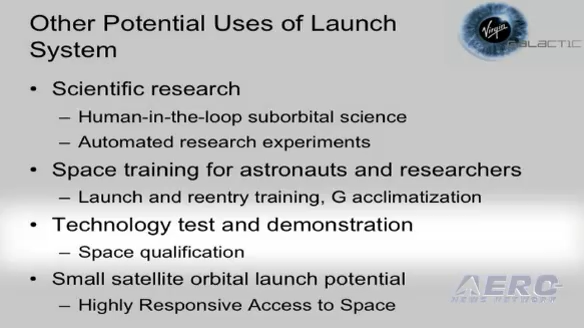 Other Potential Uses of Launch
System
Virgin
GALACTIC
• Scientific research
– Human-in-the-loop suborbital science
– Automated research experiments
• Space training for astronauts and researchers
– Launch and reentry training, G acclimatization
• Technology test and demonstration
– Space qualification
• Small satellite orbital launch potential
– Highly Responsive Access to Space
AERO
NEWS NETWORK